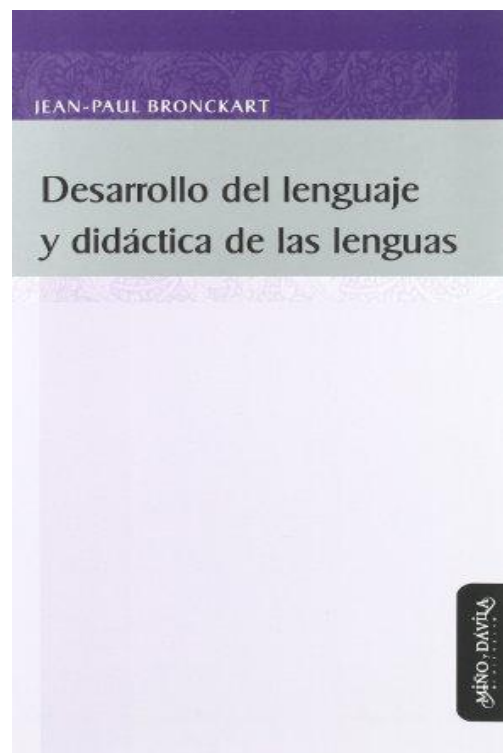 JEAN-PAUL BRONCKART
Desarrollo del lenguaje
y didáctica de las lenguas
MIÑO y DÁVILA